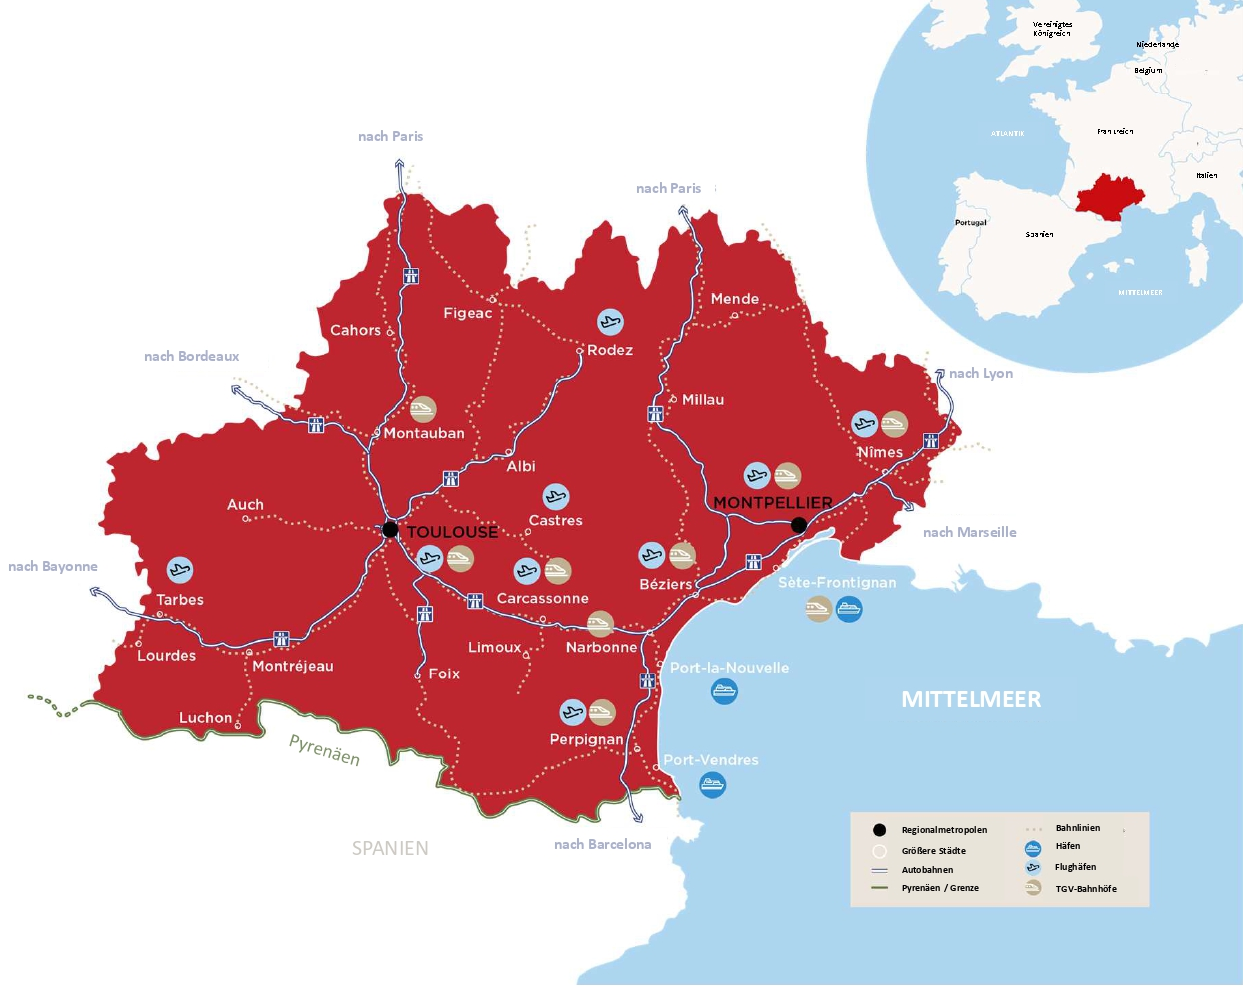 Vereinigtes
Königreich
Niederlande
Belgium
ATLANTIK
Frankreich
Italien
Portugal
Spanien
MITTELMEER
nach Paris
nach Paris
Mende
Figeac
Cahors
Rodez
nach Bordeaux
nach Lyon
Millau
Montauban
Nîmes
Albi
MONTPELLIER
Auch
Castres
TOULOUSE
nach Marseille
nach Bayonne
Béziers
Sète-Frontignan
Tarbes
Carcassonne
Limoux
Narbonne
Lourdes
Montréjeau
Foix
Port-la-Nouvelle
MITTELMEER
Luchon
Perpignan
Pyrenäen
Port-Vendres
SPANIEN
nach Barcelona
Regionalmetropolen
Größere Städte
Autobahnen
Pyrenäen / Grenze
Bahnlinien
Häfen
Flughäfen
TGV-Bahnhöfe